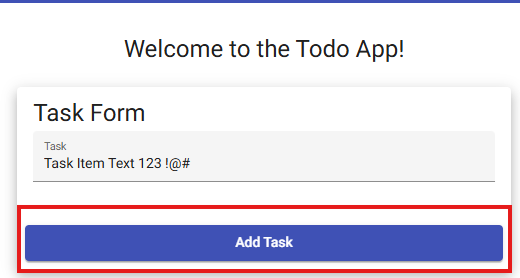 Welcome to the Todo App!
Task Form
Task
Task Item Text 123 !@#
Add Task